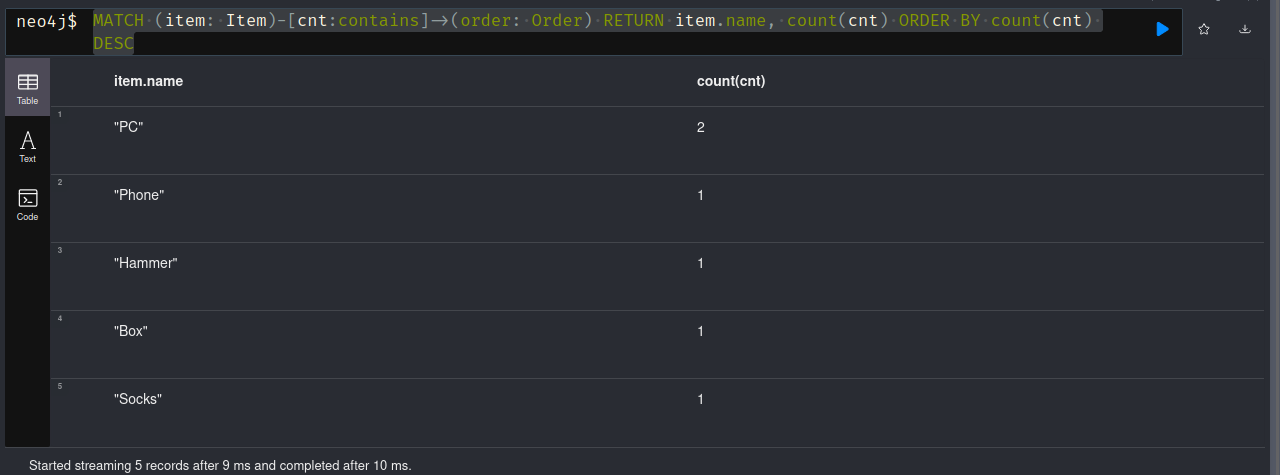 neo4j$ MATCH (item: Item)-[cnt:contains]->(order: Order) RETURN item.name, count(cnt) ORDER BY count(cnt)
DESC
item.name count(cnt)
Table
1
"PC" 2
Text
2
"Phone" 1
Code
3
"Hammer" 1
4
"Box" 1
5
"Socks" 1
Started streaming 5 records after 9 ms and completed after 10 ms.